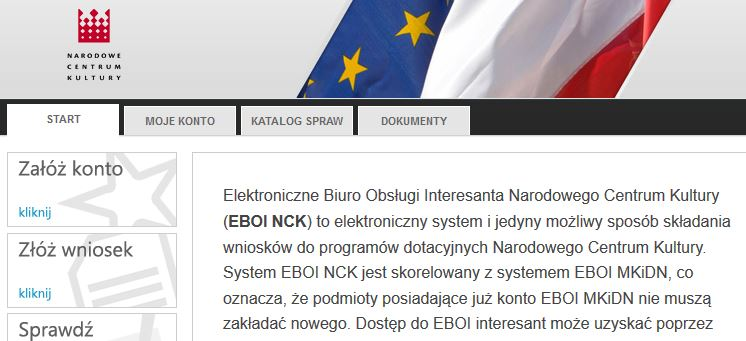 NARODOWE
CENTRUM
KULTURY
START
MOJE KONTO
KATALOG SPRAW
DOKUMENTY
Załóż konto
kliknij
Złóż wniosek
kliknij
Sprawdź
Elektroniczne Biuro Obsługi Interesanta Narodowego Centrum Kultury
(EBOI NCK) to elektroniczny system i jedyny możliwy sposób składania
wniosków do programów dotacyjnych Narodowego Centrum Kultury.
System EBOI NCK jest skorelowany z systemem EBOI MKiDN, co
oznacza, że podmioty posiadające już konto EBOI MKiDN nie muszą
zakładać nowego. Dostęp do EBOI interesant może uzyskać poprzez